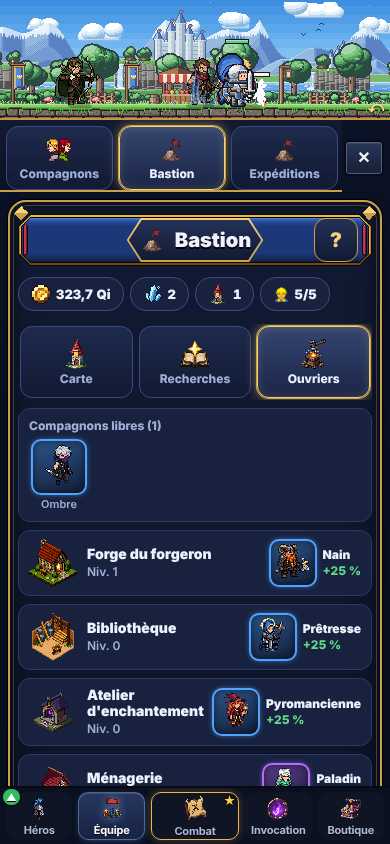 Compagnons
Bastion
Expéditions
✕
Bastion
?
323,7 Qi
2
1
5/5
Carte
Recherches
Ouvriers
Compagnons libres (1)
Ombre
Forge du forgeron
Niv. 1
Nain
+25 %
Bibliothèque
Niv. 0
Prêtresse
+25 %
Atelier
d'enchantement
Niv. 0
Pyromancienne
+25 %
Ménagerie
Paladin
Héros
Équipe
Combat
Invocation
Boutique